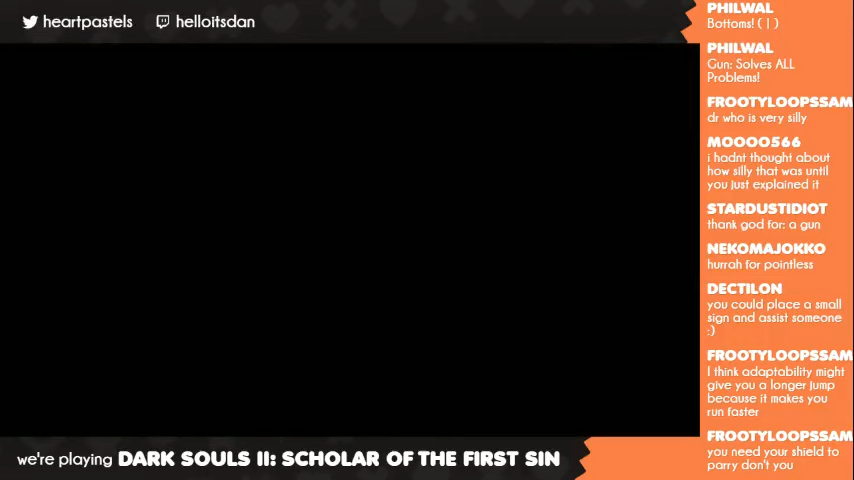 heartpastels helloitsdan
PHILWAL
Bottoms! ( | )
PHILWAL
Gun: Solves ALL
Problems!
FROOTYLOOPSSAM
dr who is very silly
MOOOO566
i hadnt thought about
how silly that was until
you just explained it
STARDUSTIDIOT
thank god for: a gun
NEKOMAJOKKO
hurrah for pointless
DECTILON
you could place a small
sign and assist someone
:)
FROOTYLOOPSSAM
I think adaptability might
give you a longer jump
because it makes you
run faster
FROOTYLOOPSSAM
you need your shield to
parry don't you
we're playing DARK SOULS II: SCHOLAR OF THE FIRST SIN